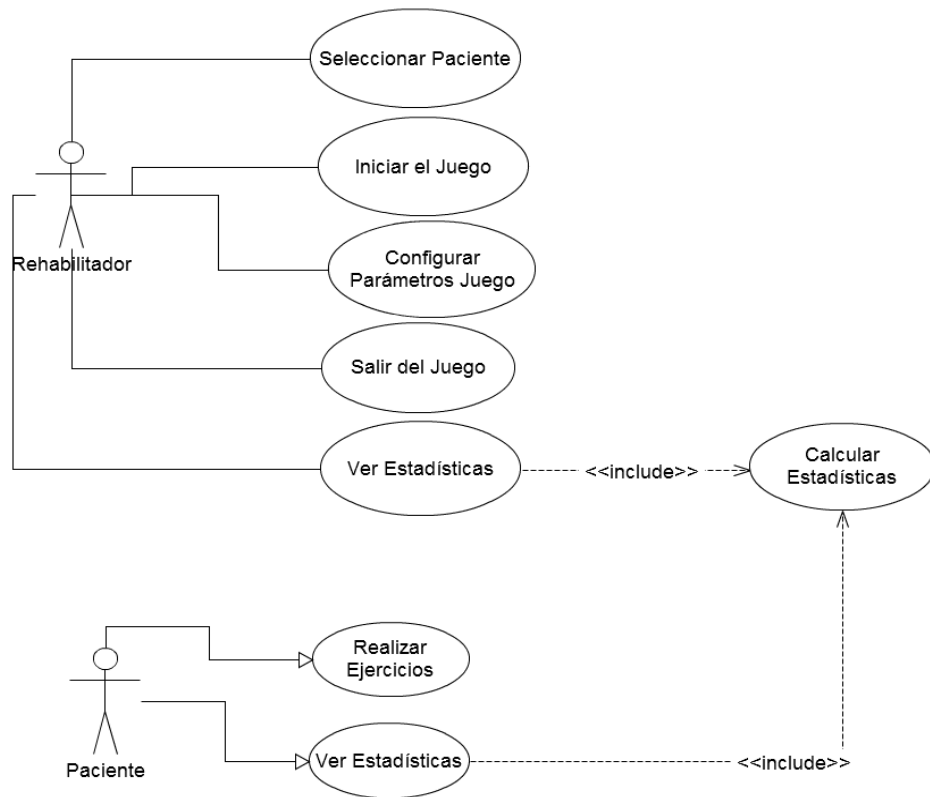 Seleccionar Paciente
Iniciar el Juego
Rehabilitador
Configurar
Parámetros Juego
Salir del Juego
Ver Estadísticas
<<include>>
Calcular
Estadísticas
Realizar
Ejercicios
Paciente
Ver Estadísticas
<<include>>